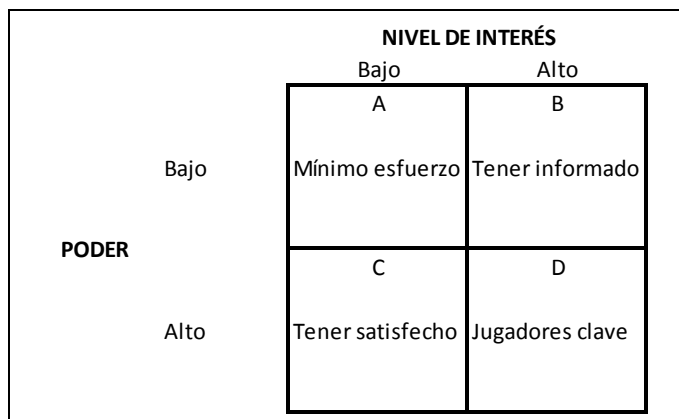 NIVEL DE INTERÉS
Bajo Alto
A B
Bajo Mínimo esfuerzo Tener informado
PODER
C D
Alto Tener satisfecho Jugadores clave